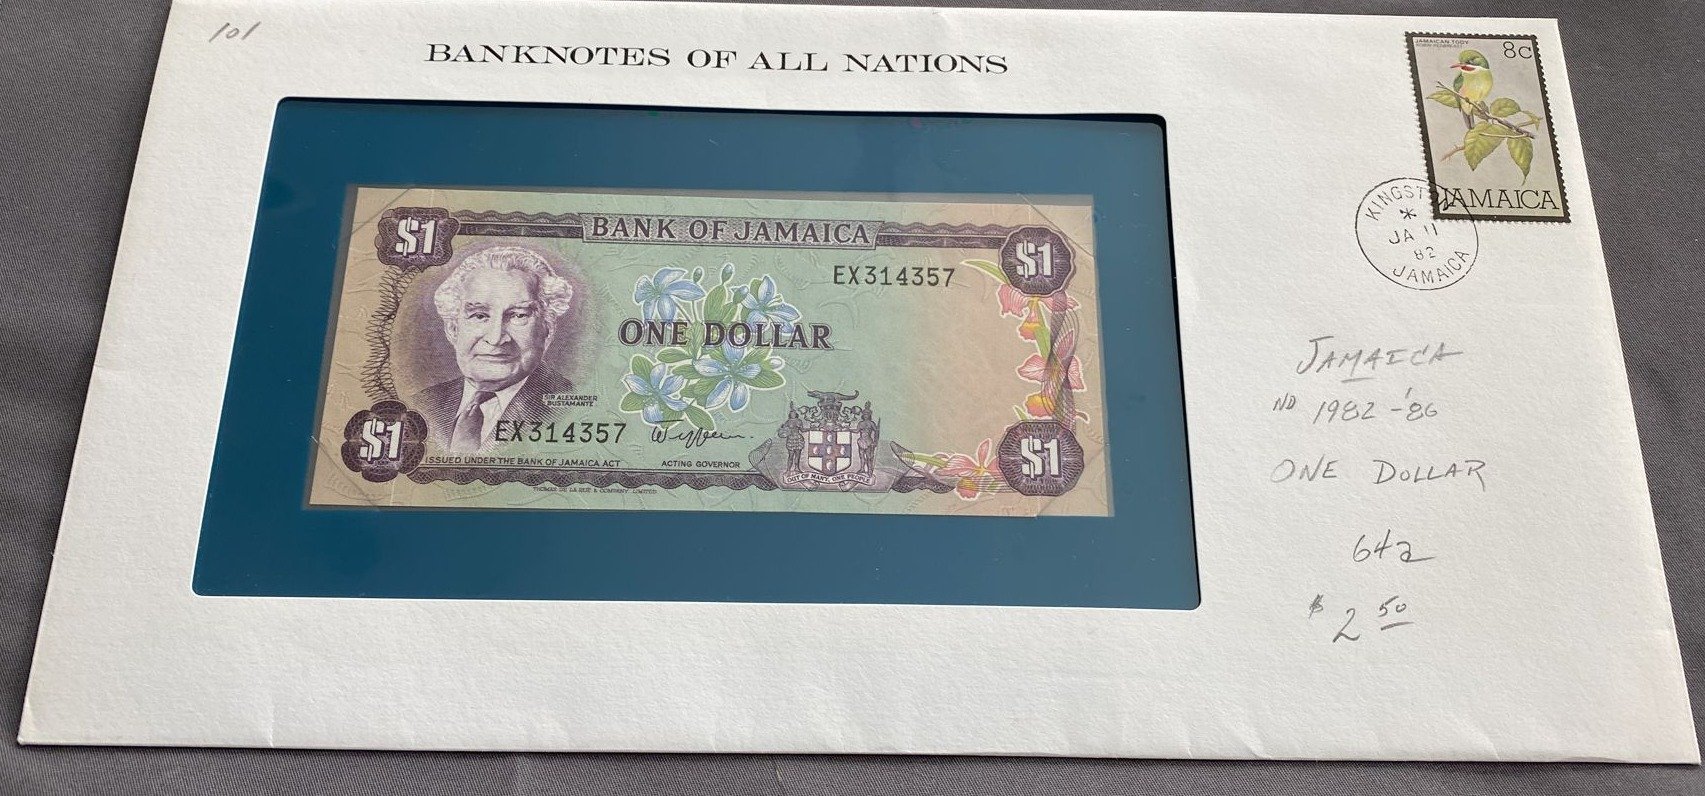 101
BANKNOTES OF ALL NATIONS
JAMAICAN TODY
8c
JAMAICA
KINGSTON
JA 11
82
JAMAICA
$1
BANK OF JAMAICA
$1
EX314357
ONE DOLLAR
SIR ALEXANDER
BUSTAMANTE
EX314357
ISSUED UNDER THE BANK OF JAMAICA ACT
ACTING GOVERNOR
$1
$1
OUT OF MANY, ONE PEOPLE
THOMAS DE LA RUE & COMPANY LIMITED
JAMAICA
ND 1982 - '86
ONE DOLLAR
64a
$ 2 50